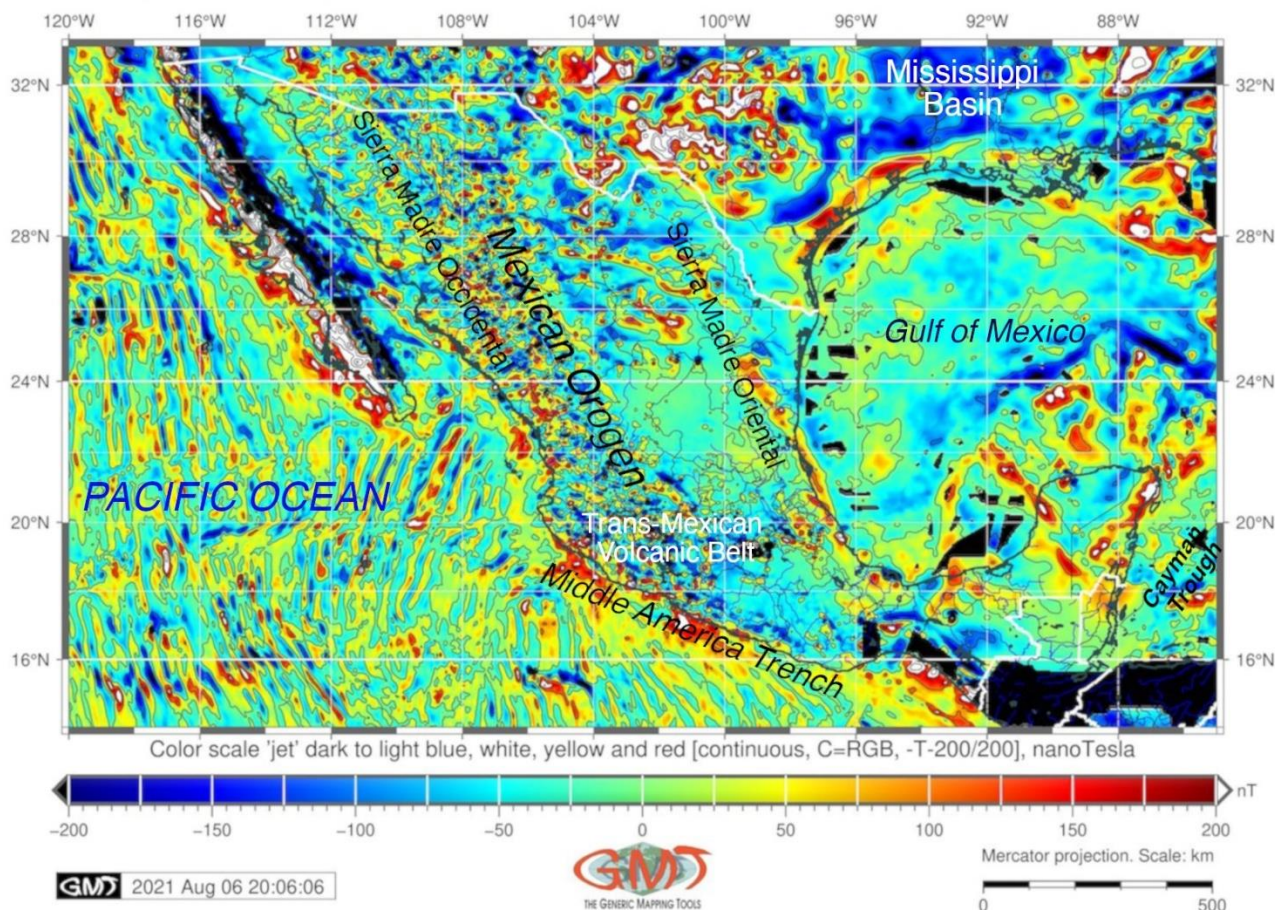 120°W 116°W 112°W 108°W 104°W 100°W 96°W 92°W 88°W
32°N Mississippi 32°N
Basin
Sierra Madre Occidental
28°N Mexican Orogen Sierra Madre Oriental 28°N
Gulf of Mexico
24°N 24°N
PACIFIC OCEAN
20°N Trans-Mexican 20°N
Volcanic Belt
Cayman
Trough
Middle America Trench
16°N 16°N
Color scale 'jet' dark to light blue, white, yellow and red [continuous, C=RGB, -T-200/200], nanoTesla
nT
−200 −150 −100 −50 0 50 100 150 200
GMT 2021 Aug 06 20:06:06
GMT
THE GENERIC MAPPING TOOLS
Mercator projection. Scale: km
0 500